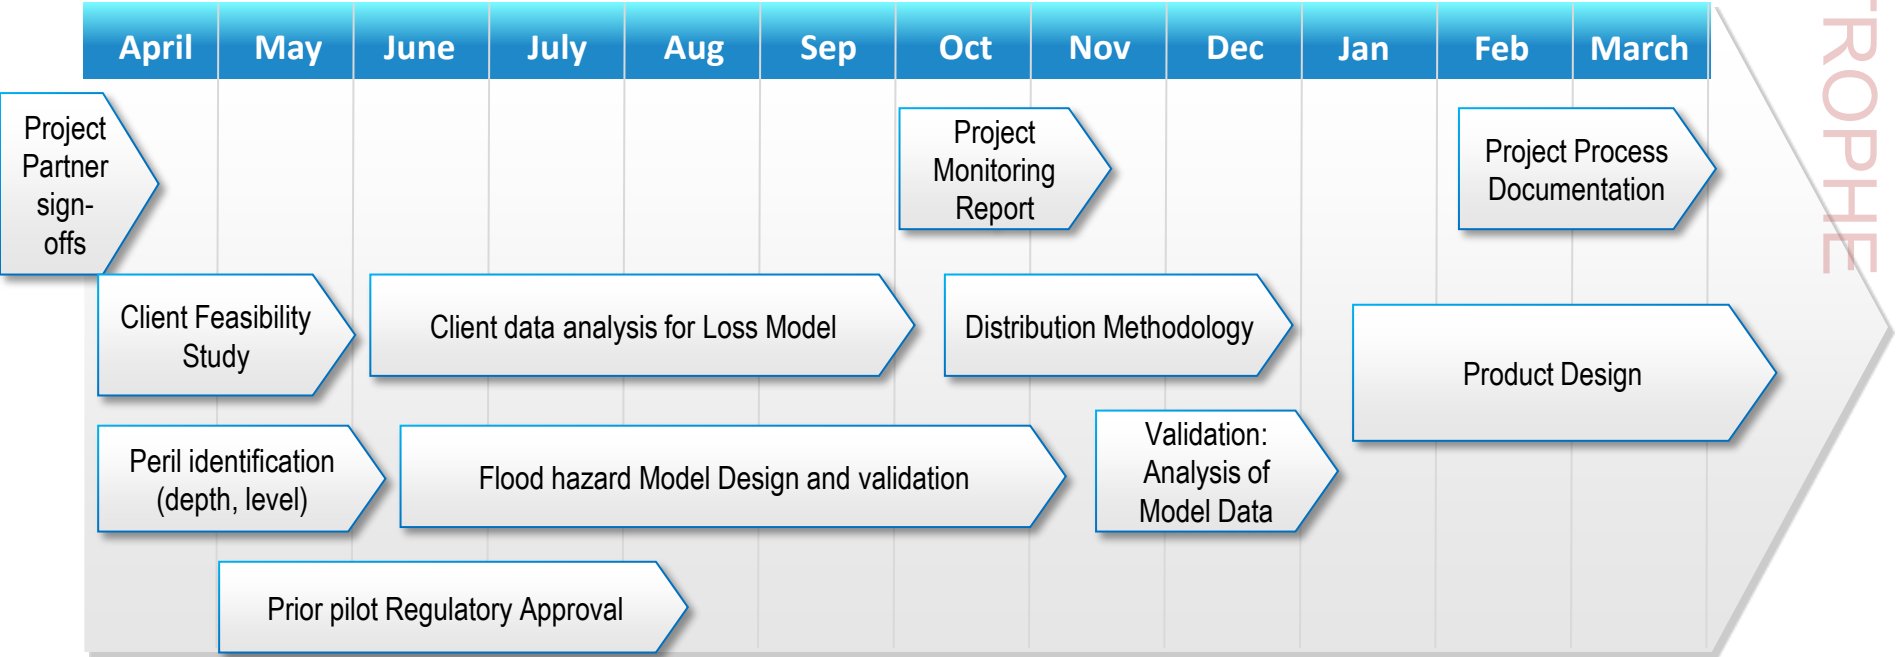 April May June July Aug Sep Oct Nov Dec Jan Feb March
Project
Partner
sign-
offs
Project
Monitoring
Report
Project Process
Documentation
Client Feasibility
Study
Client data analysis for Loss Model
Distribution Methodology
Product Design
Peril identification
(depth, level)
Flood hazard Model Design and validation
Validation:
Analysis of
Model Data
Prior pilot Regulatory Approval
TROPHE